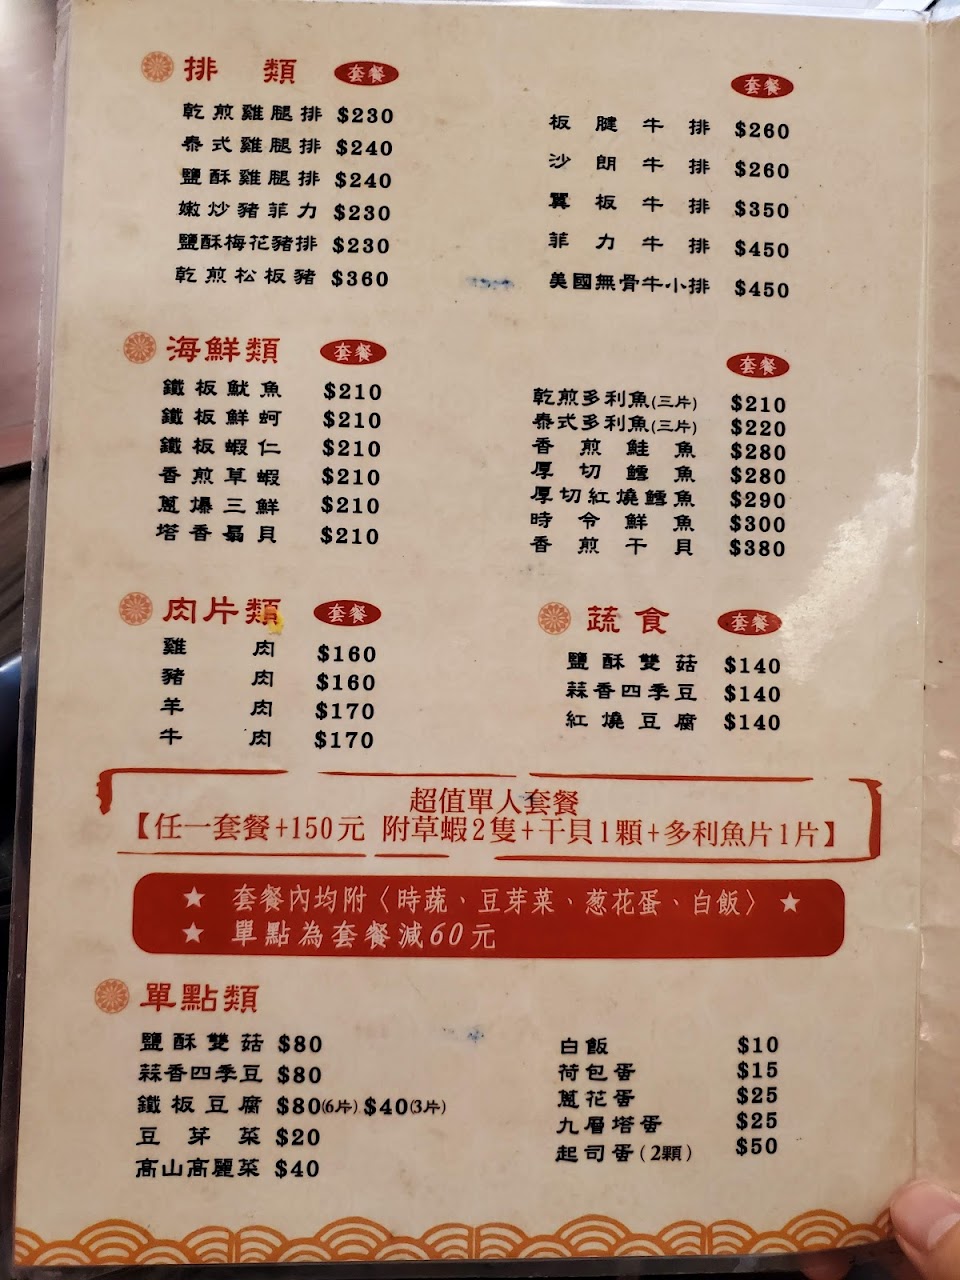 排類 套餐
乾煎雞腿排 $230
泰式雞腿排 $240
鹽酥雞腿排 $240
嫩炒豬菲力 $230
鹽酥梅花豬排 $230
乾煎松板豬 $360
套餐
板腱牛排 $260
沙朗牛排 $260
翼板牛排 $350
菲力牛排 $450
美國無骨牛小排 $450
海鮮類 套餐
鐵板魷魚 $210
鐵板鮮蚵 $210
鐵板蝦仁 $210
香煎草蝦 $210
蔥爆三鮮 $210
塔香扇貝 $210
套餐
乾煎多利魚(三片) $210
泰式多利魚(三片) $220
香煎鮭魚 $280
厚切鱈魚 $280
厚切紅燒鱈魚 $290
時令鮮魚 $300
香煎干貝 $380
肉片類 套餐
雞肉 $160
豬肉 $160
羊肉 $170
牛肉 $170
蔬食 套餐
鹽酥雙菇 $140
蒜香四季豆 $140
紅燒豆腐 $140
超值單人套餐
【任一套餐+150元 附草蝦2隻+干貝1顆+多利魚片1片】
★ 套餐內均附〈時蔬、豆芽菜、葱花蛋、白飯〉 ★
★ 單點為套餐減60元
單點類
鹽酥雙菇 $80
蒜香四季豆 $80
鐵板豆腐 $80(6片) $40(3片)
豆芽菜 $20
高山高麗菜 $40
白飯 $10
荷包蛋 $15
蔥花蛋 $25
九層塔蛋 $25
起司蛋(2顆) $50